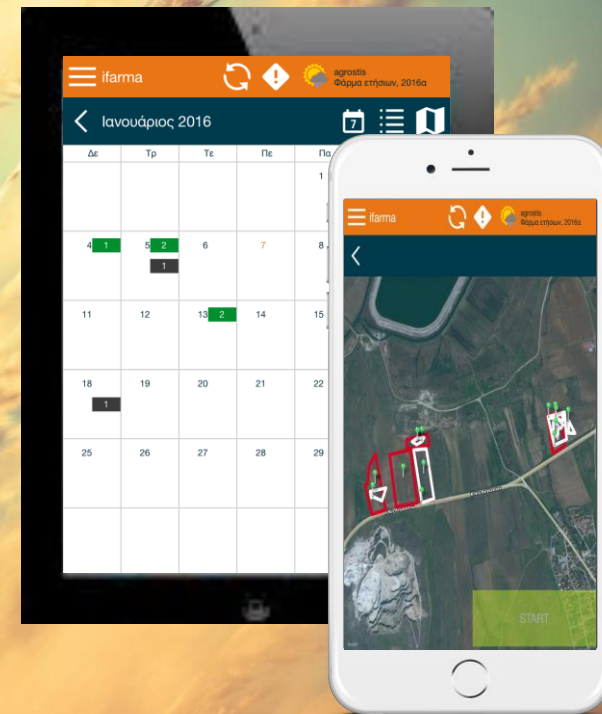 ifarma
agrostis
Φάρμα ετήσιων, 2016α
Ιανουάριος 2016
7
Δε Τρ Τε Πε Πα
1
4 1 5 2 6 7 8
1
11 12 13 2 14 15
18 19 20 21 22
1
25 26 27 28 29
ifarma
agrostis
Φάρμα ετήσιων, 2016α
START